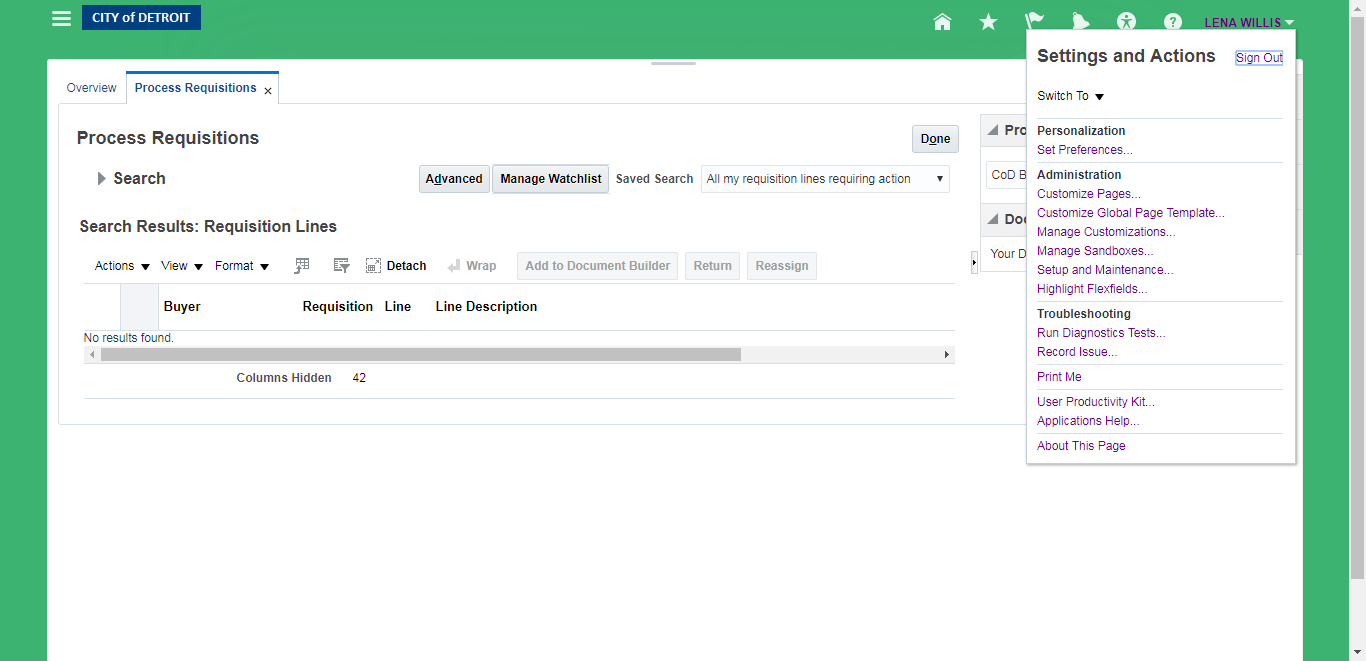 CITY of DETROIT
?
LENA WILLIS
Overview
Process Requisitions
Process Requisitions
Done
Search
Advanced
Manage Watchlist
Saved Search
All my requisition lines requiring action
Search Results: Requisition Lines
Actions
View
Format
Detach
Wrap
Add to Document Builder
Return
Reassign
Buyer
Requisition
Line
Line Description
No results found.
Columns Hidden 42
Pro
CoD B
Doc
Your D
Settings and Actions
Sign Out
Switch To
Personalization
Set Preferences...
Administration
Customize Pages...
Customize Global Page Template...
Manage Customizations...
Manage Sandboxes...
Setup and Maintenance...
Highlight Flexfields...
Troubleshooting
Run Diagnostics Tests...
Record Issue...
Print Me
User Productivity Kit...
Applications Help...
About This Page